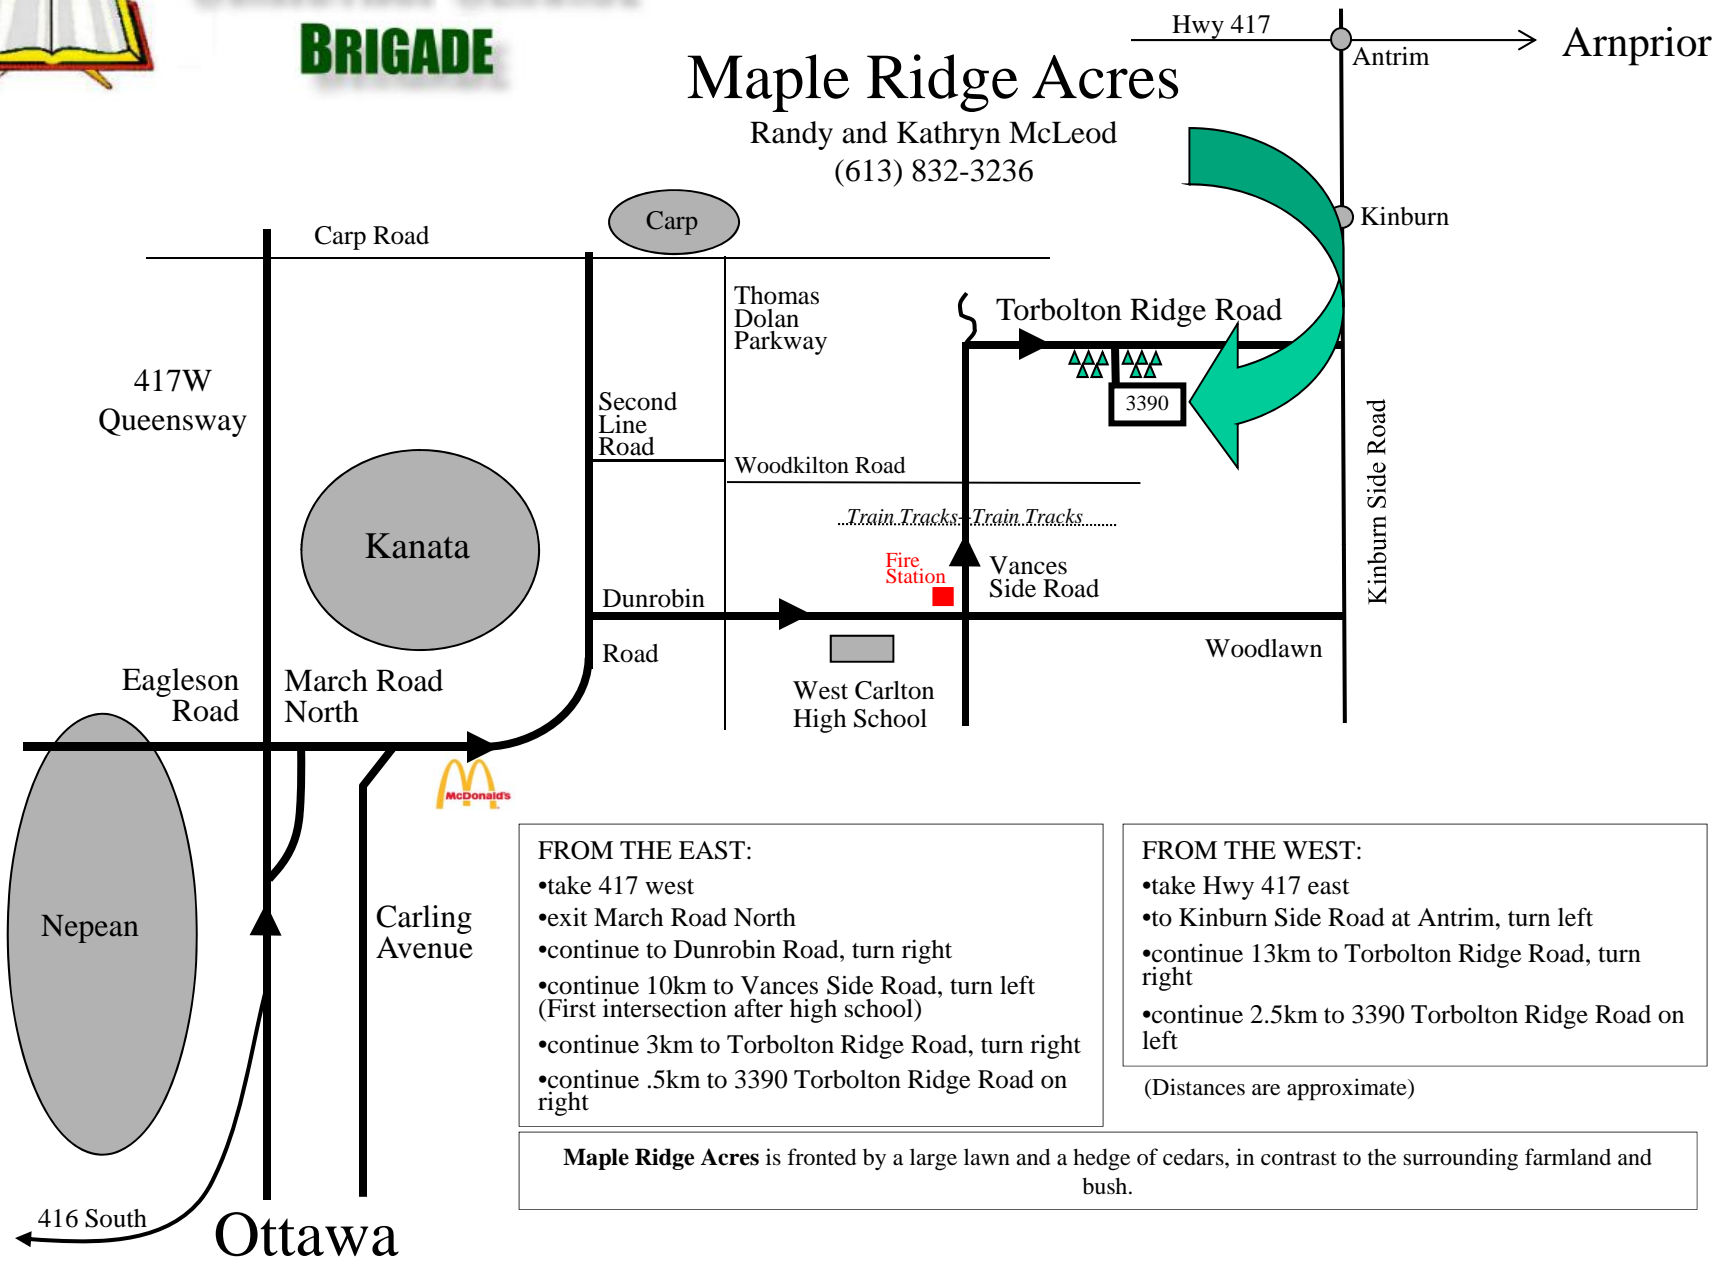 BRIGADE
Hwy 417
Antrim
Arnprior
Maple Ridge Acres
Randy and Kathryn McLeod
(613) 832-3236
Kinburn
Carp
Carp Road
Thomas
Dolan
Parkway
Torbolton Ridge Road
417W
Queensway
Second
Line
Road
3390
Kinburn Side Road
Woodkilton Road
Train Tracks--Train Tracks
Kanata
Fire
Station
Vances
Side Road
Dunrobin
Road
Woodlawn
West Carlton
High School
Eagleson
Road
March Road
North
McDonald's
Nepean
Carling
Avenue
FROM THE EAST:
•take 417 west
•exit March Road North
•continue to Dunrobin Road, turn right
•continue 10km to Vances Side Road, turn left
(First intersection after high school)
•continue 3km to Torbolton Ridge Road, turn right
•continue .5km to 3390 Torbolton Ridge Road on
right
FROM THE WEST:
•take Hwy 417 east
•to Kinburn Side Road at Antrim, turn left
•continue 13km to Torbolton Ridge Road, turn
right
•continue 2.5km to 3390 Torbolton Ridge Road on
left
(Distances are approximate)
Maple Ridge Acres is fronted by a large lawn and a hedge of cedars, in contrast to the surrounding farmland and
bush.
416 South
Ottawa